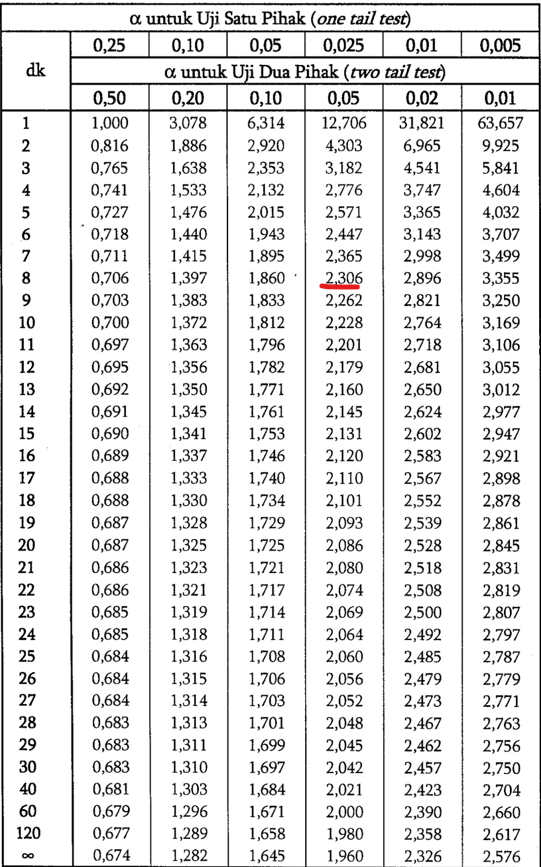 α untuk Uji Satu Pihak (one tail test)
0,25 0,10 0,05 0,025 0,01 0,005
dk
α untuk Uji Dua Pihak (two tail test)
0,50 0,20 0,10 0,05 0,02 0,01
1 1,000 3,078 6,314 12,706 31,821 63,657
2 0,816 1,886 2,920 4,303 6,965 9,925
3 0,765 1,638 2,353 3,182 4,541 5,841
4 0,741 1,533 2,132 2,776 3,747 4,604
5 0,727 1,476 2,015 2,571 3,365 4,032
6 0,718 1,440 1,943 2,447 3,143 3,707
7 0,711 1,415 1,895 2,365 2,998 3,499
8 0,706 1,397 1,860 2,306 2,896 3,355
9 0,703 1,383 1,833 2,262 2,821 3,250
10 0,700 1,372 1,812 2,228 2,764 3,169
11 0,697 1,363 1,796 2,201 2,718 3,106
12 0,695 1,356 1,782 2,179 2,681 3,055
13 0,692 1,350 1,771 2,160 2,650 3,012
14 0,691 1,345 1,761 2,145 2,624 2,977
15 0,690 1,341 1,753 2,131 2,602 2,947
16 0,689 1,337 1,746 2,120 2,583 2,921
17 0,688 1,333 1,740 2,110 2,567 2,898
18 0,688 1,330 1,734 2,101 2,552 2,878
19 0,687 1,328 1,729 2,093 2,539 2,861
20 0,687 1,325 1,725 2,086 2,528 2,845
21 0,686 1,323 1,721 2,080 2,518 2,831
22 0,686 1,321 1,717 2,074 2,508 2,819
23 0,685 1,319 1,714 2,069 2,500 2,807
24 0,685 1,318 1,711 2,064 2,492 2,797
25 0,684 1,316 1,708 2,060 2,485 2,787
26 0,684 1,315 1,706 2,056 2,479 2,779
27 0,684 1,314 1,703 2,052 2,473 2,771
28 0,683 1,313 1,701 2,048 2,467 2,763
29 0,683 1,311 1,699 2,045 2,462 2,756
30 0,683 1,310 1,697 2,042 2,457 2,750
40 0,681 1,303 1,684 2,021 2,423 2,704
60 0,679 1,296 1,671 2,000 2,390 2,660
120 0,677 1,289 1,658 1,980 2,358 2,617
∞ 0,674 1,282 1,645 1,960 2,326 2,576